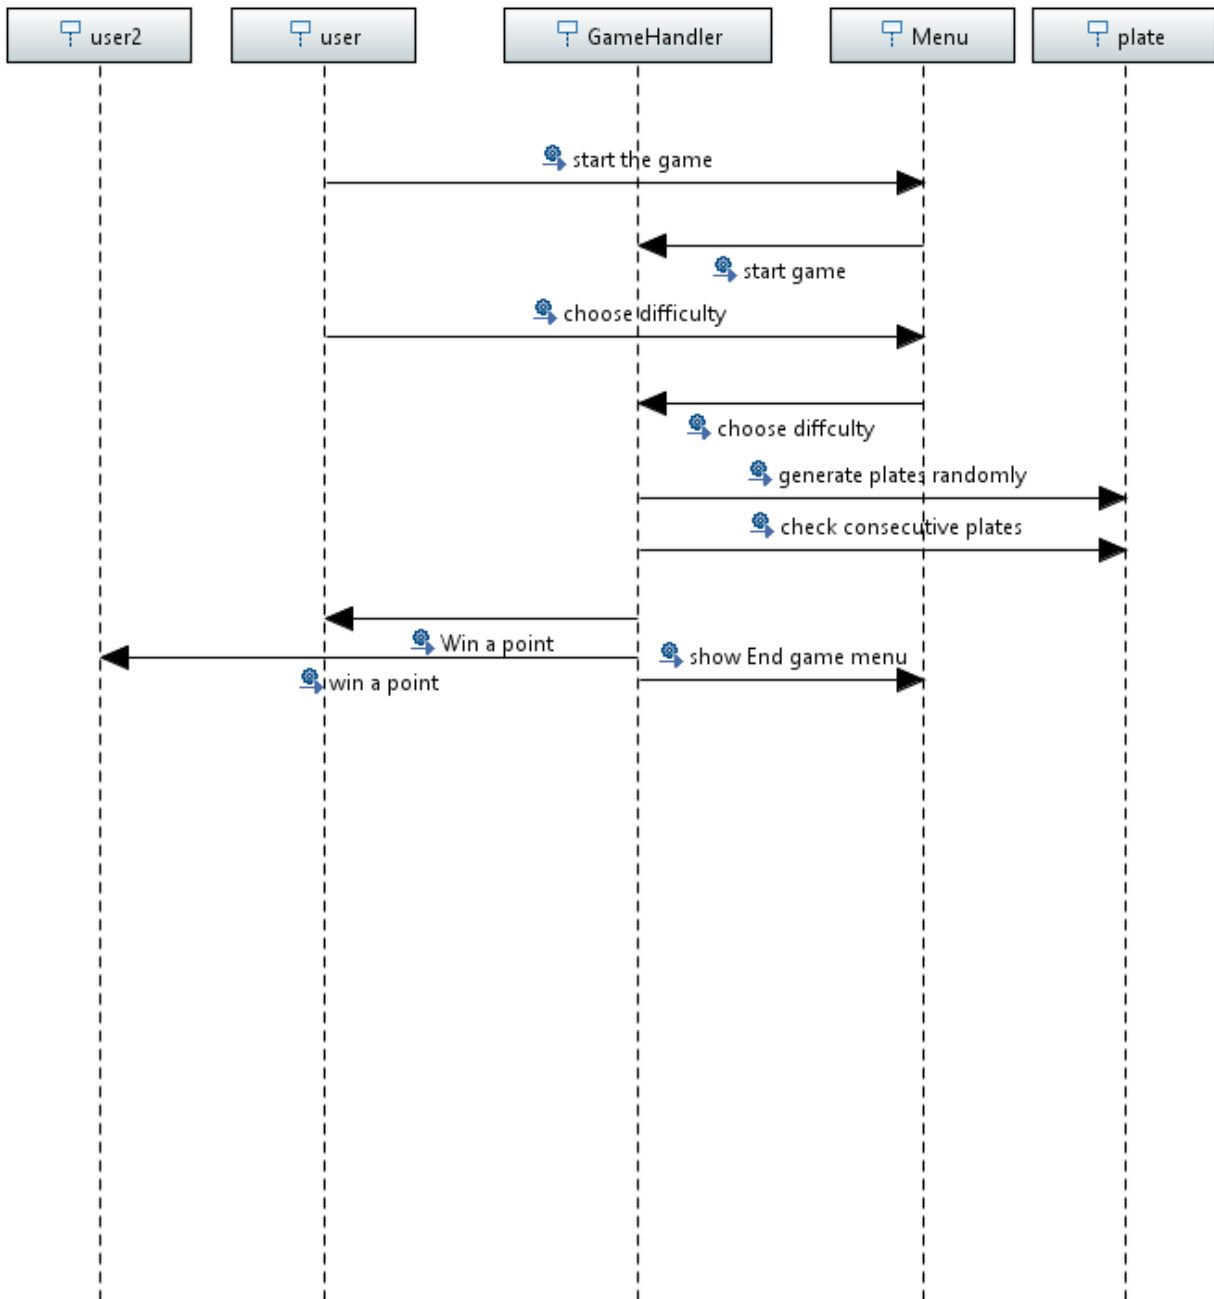 user2
user
GameHandler
Menu
plate
start the game
start game
choose difficulty
choose diffculty
generate plates randomly
check consecutive plates
Win a point
show End game menu
win a point